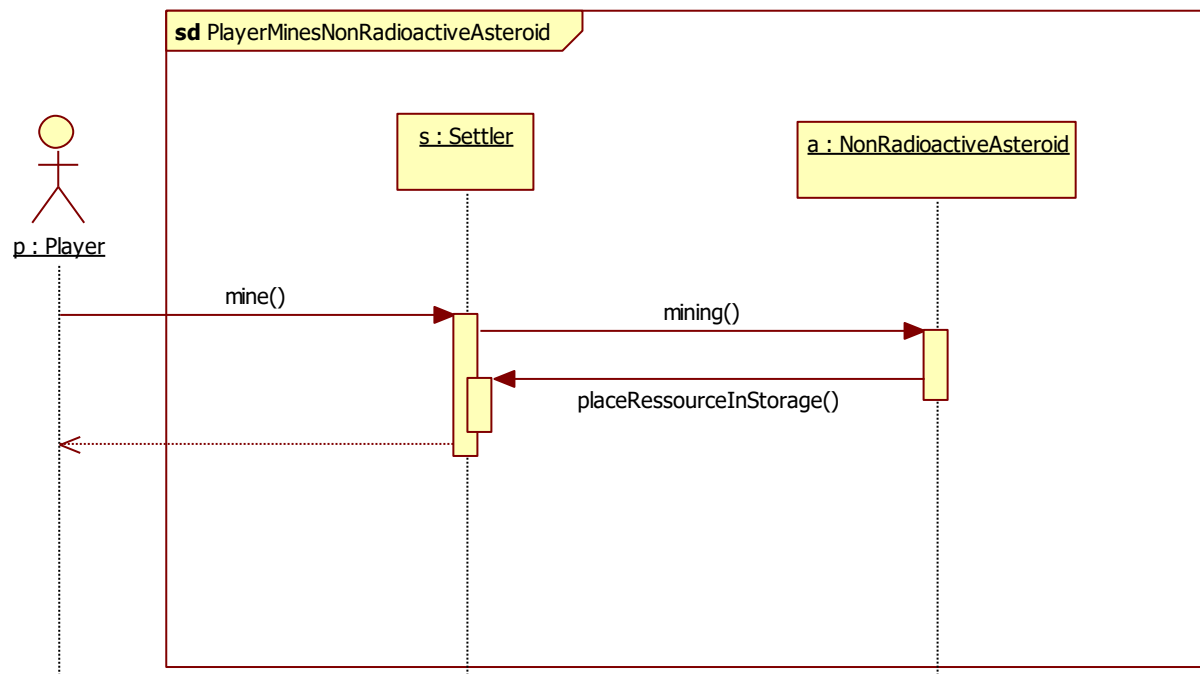 sd PlayerMinesNonRadioactiveAsteroid
s : Settler
a : NonRadioactiveAsteroid
p : Player
mine()
mining()
placeRessourceInStorage()